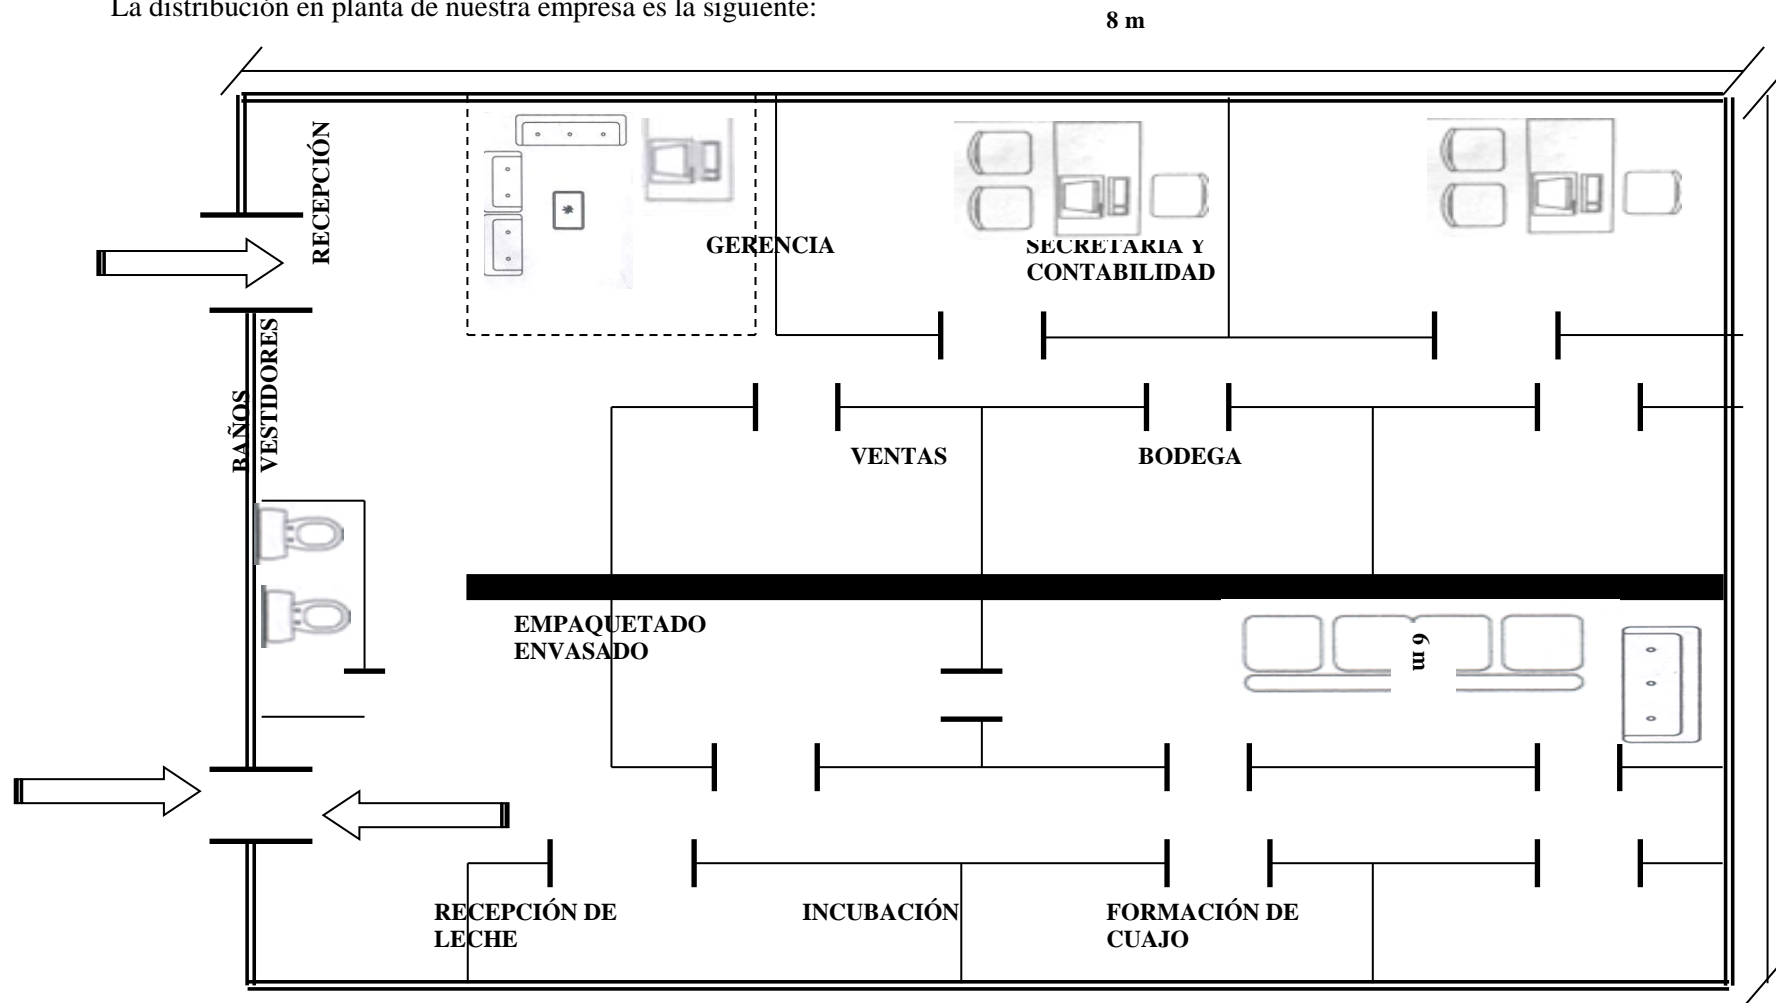 La distribución en planta de nuestra empresa es la siguiente:
8 m
RECEPCIÓN
GERENCIA
SECRETARIA Y
CONTABILIDAD
BAÑOS
VESTIDORES
VENTAS
BODEGA
EMPAQUETADO
ENVASADO
6 m
RECEPCIÓN DE
LECHE
INCUBACIÓN
FORMACIÓN DE
CUAJO